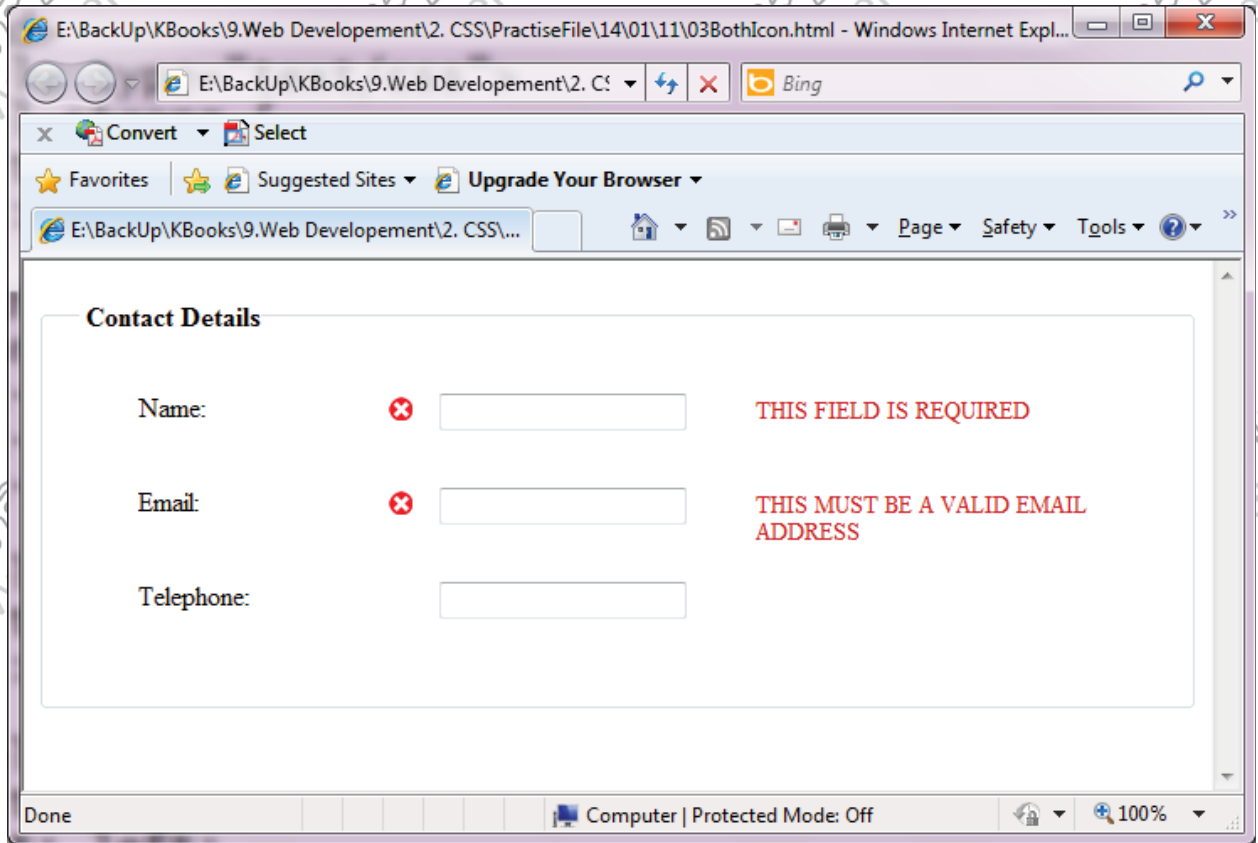 E:\BackUp\KBooks\9.Web Developement\2. CSS\PractiseFile\14\01\11\03BothIcon.html - Windows Internet Expl...
E:\BackUp\KBooks\9.Web Developement\2. CS Bing
x Convert Select
Favorites Suggested Sites Upgrade Your Browser
E:\BackUp\KBooks\9.Web Developement\2. CSS\... Page Safety Tools »
Contact Details
Name: THIS FIELD IS REQUIRED
Email: THIS MUST BE A VALID EMAIL
ADDRESS
Telephone:
Done Computer | Protected Mode: Off 100%